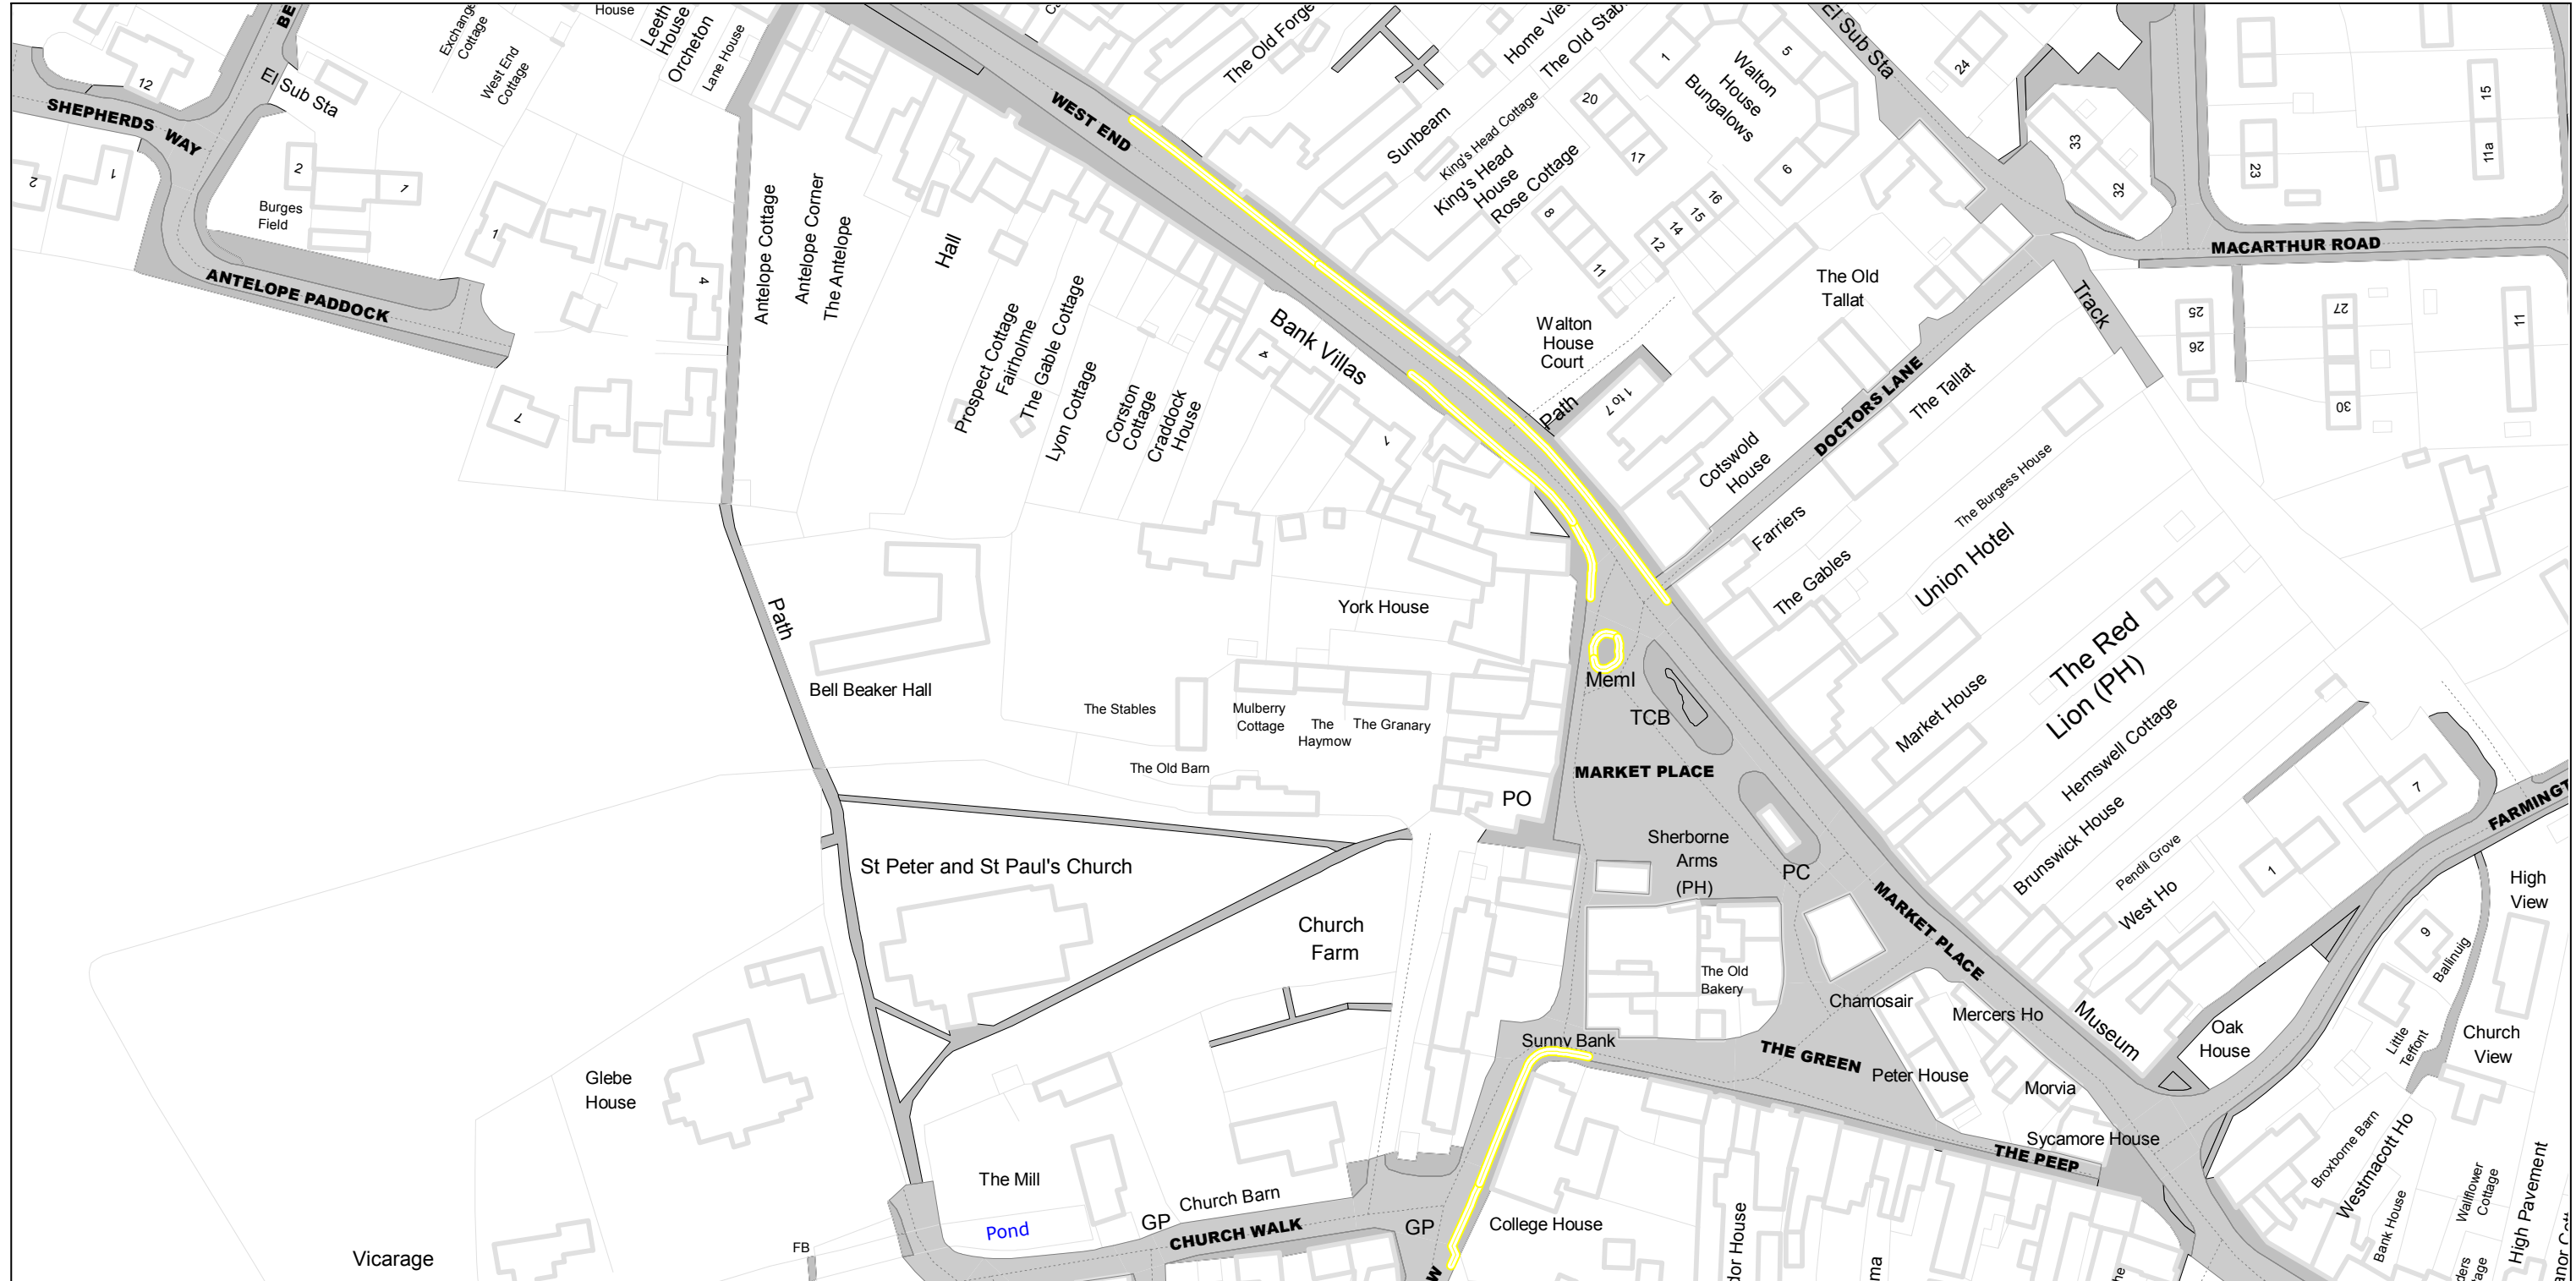 House
BE
Exchange
Cottage
West End
Cottage
Leeth
House
Orcheton
Lane House
The Old Forge
Home View
The Old Stabl
El Sub Sta
12
El Sub Sta
SHEPHERDS WAY
2
1
2
1
Burges
Field
ANTELOPE PADDOCK
1
4
7
WEST END
Antelope Cottage
Antelope Corner
The Antelope
Hall
Prospect Cottage
Fairholme
The Gable Cottage
Lyon Cottage
Corston
Cottage
Craddock
House
Bank Villas
4
1
Sunbeam
King's Head Cottage
King's Head
House
Rose Cottage
1
5
Walton
House
Bungalows
20
17
6
8
11
16
15
14
12
24
33
32
23
15
11a
MACARTHUR ROAD
The Old
Tallat
Track
25
26
27
30
11
Walton
House
Court
Path
1 to 7
DOCTORS LANE
The Tallat
Cotswold
House
Farriers
The Burgess House
The Gables
Union Hotel
York House
Path
Bell Beaker Hall
The Stables
Mulberry
Cottage
The
Haymow
The Granary
The Old Barn
Meml
TCB
MARKET PLACE
PO
The Red
Lion (PH)
Market House
Hemswell Cottage
Brunswick House
Pendil Grove
West Ho
7
1
FARMINGT
Sherborne
Arms
(PH)
PC
MARKET PLACE
St Peter and St Paul's Church
Church
Farm
The Old
Bakery
Chamosair
Mercers Ho
Museum
Oak
House
9
Ballinuig
High
View
Little
Teffont
Church
View
Sunny Bank
THE GREEN
Peter House
Morvia
Sycamore House
THE PEEP
Glebe
House
The Mill
Pond
GP
Church Barn
CHURCH WALK
GP
College House
Broxborne Barn
Westmacott Ho
Bank House
Wallflower
Cottage
High Pavement
Vicarage
FB
W
dor House
ma